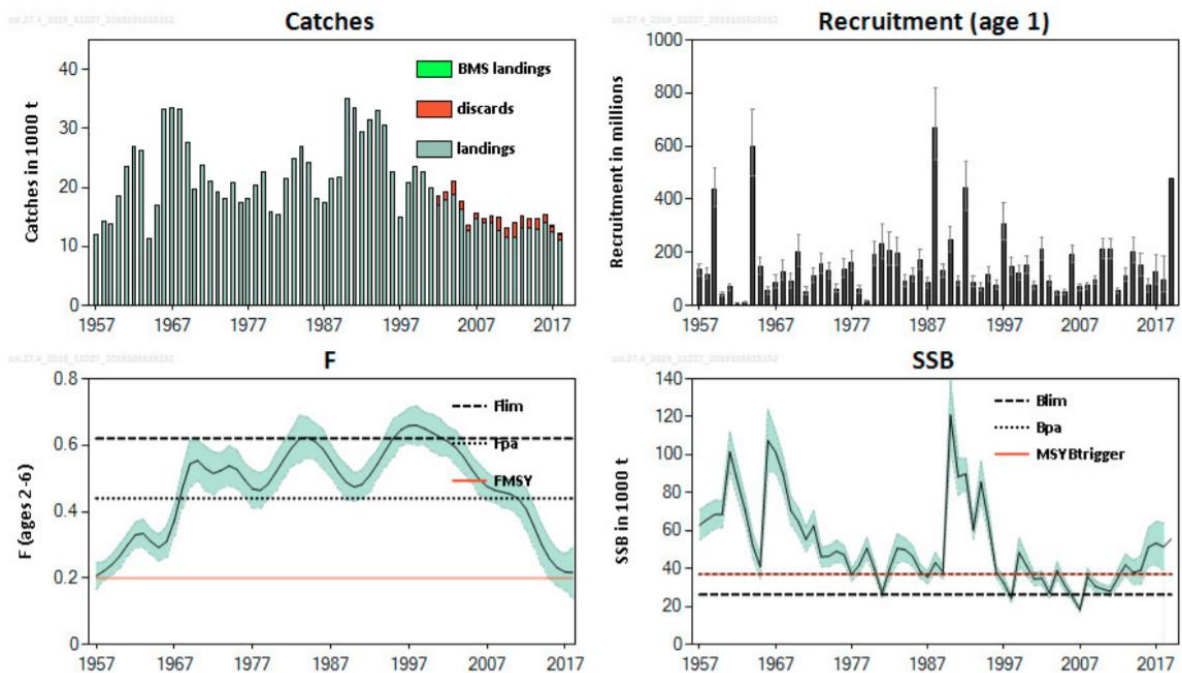 Catches
Catches in 1000 t
40
30
20
10
0
BMS landings
discards
landings
1957 1967 1977 1987 1997 2007 2017
Recruitment (age 1)
Recruitment in millions
1000
800
600
400
200
0
1957 1967 1977 1987 1997 2007 2017
F
F (ages 2-6)
0.8
0.6
0.4
0.2
0
Flim
Fpa
FMSY
1957 1967 1977 1987 1997 2007 2017
SSB
SSB in 1000 t
140
120
100
80
60
40
20
0
Blim
Bpa
MSYBtrigger
1957 1967 1977 1987 1997 2007 2017